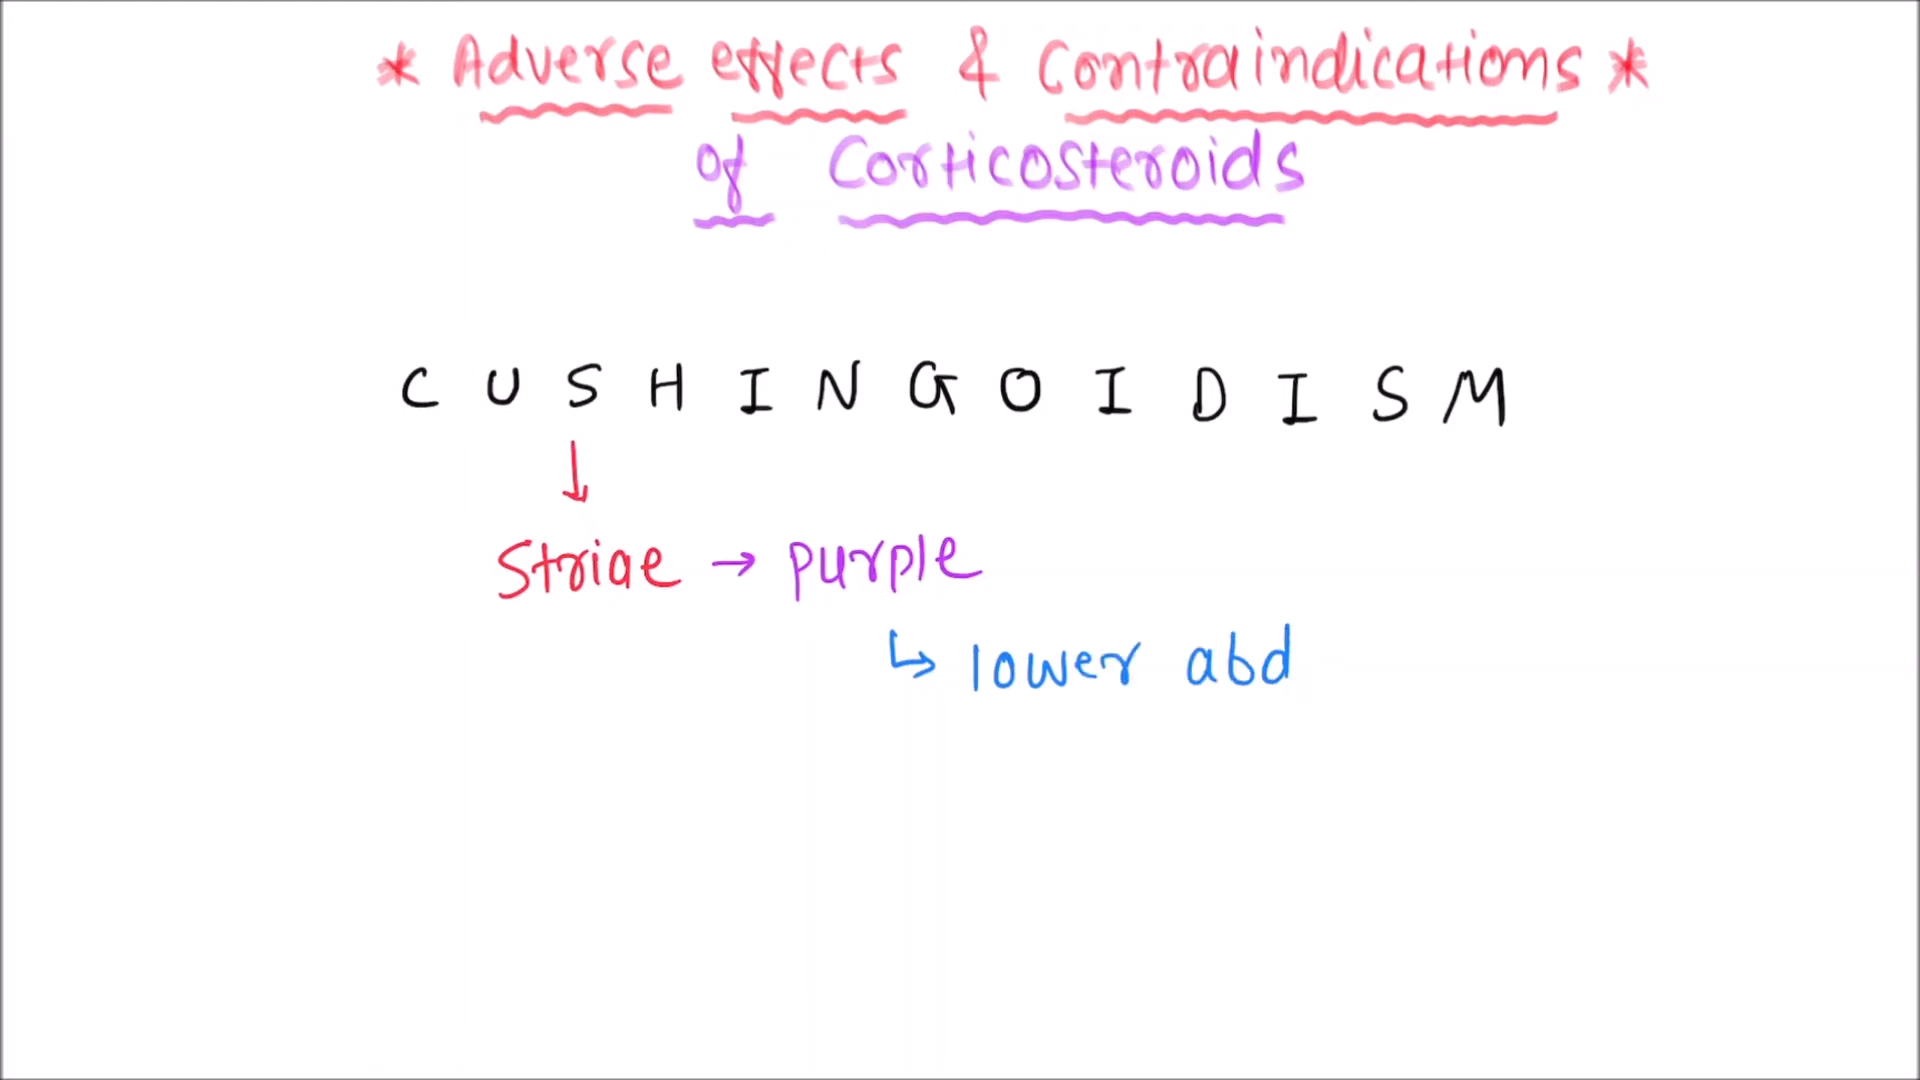 * Adverse effects & Contraindications *
of Corticosteroids
C U S H I N G O I D I S M
↓
Striae → purple
↳ lower abd